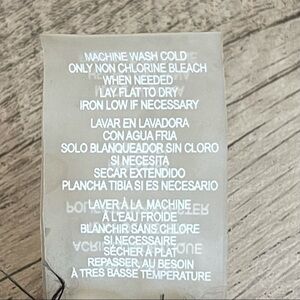 MACHINE WASH COLD
ONLY NON CHLORINE BLEACH
WHEN NEEDED
LAY FLAT TO DRY
IRON LOW IF NECESSARY
LAVAR EN LAVADORA
CON AGUA FRIA
SOLO BLANQUEADOR SIN CLORO
SI NECESITA
SECAR EXTENDIDO
PLANCHA TIBIA SI ES NECESARIO
LAVER À LA MACHINE
À L'EAU FROIDE
BLANCHIR SANS CHLORE
SI NECESSAIRE
SÉCHER À PLAT
REPASSER, AU BESOIN
À TRES BASSE TEMPÉRATURE